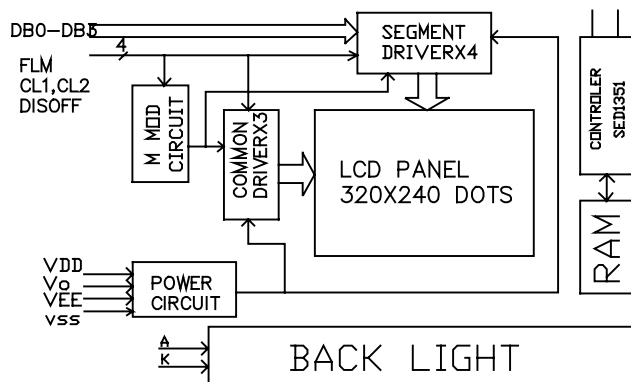 DB0-DB3
4
FLM
CL1,CL2
DISOFF
SEGMENT
DRIVERX4
M MOD
CIRCUIT
COMMON
DRIVERX3
LCD PANEL
320X240 DOTS
CONTROLER
SED1351
RAM
VDD
Vo
VEE
VSS
POWER
CIRCUIT
A
K
BACK LIGHT